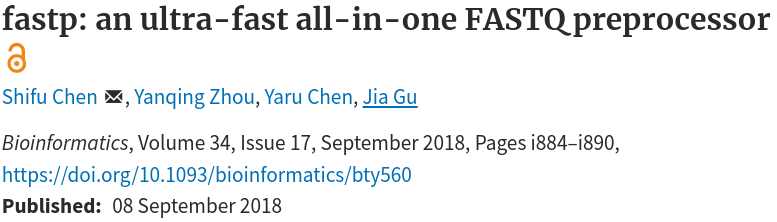 fastp: an ultra-fast all-in-one FASTQ preprocessor
Shifu Chen, Yanqing Zhou, Yaru Chen, Jia Gu
Bioinformatics, Volume 34, Issue 17, September 2018, Pages i884–i890,
https://doi.org/10.1093/bioinformatics/bty560
Published: 08 September 2018